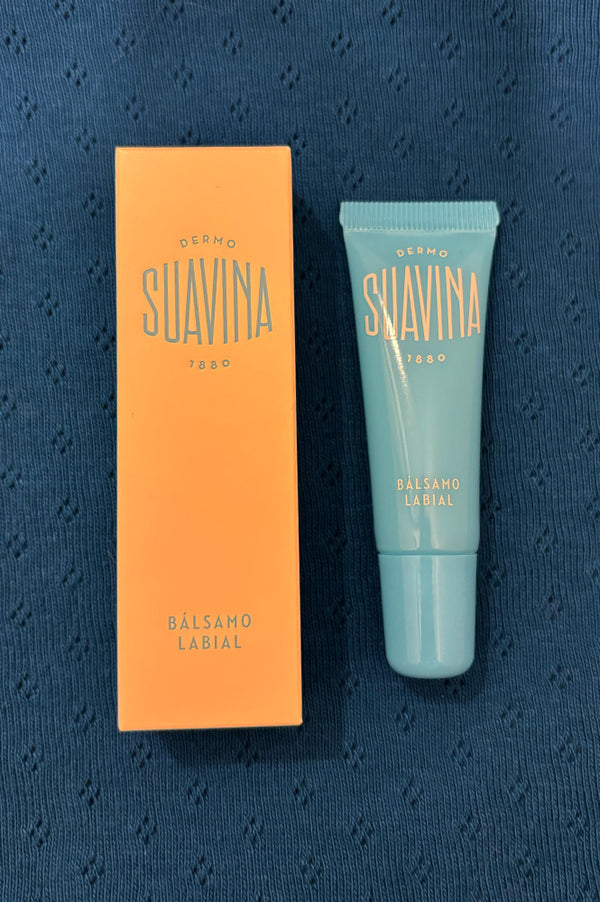 DERMO
SUAVINA
1880
BÁLSAMO
LABIAL
DERMO
SUAVINA
1880
BÁLSAMO
LABIAL